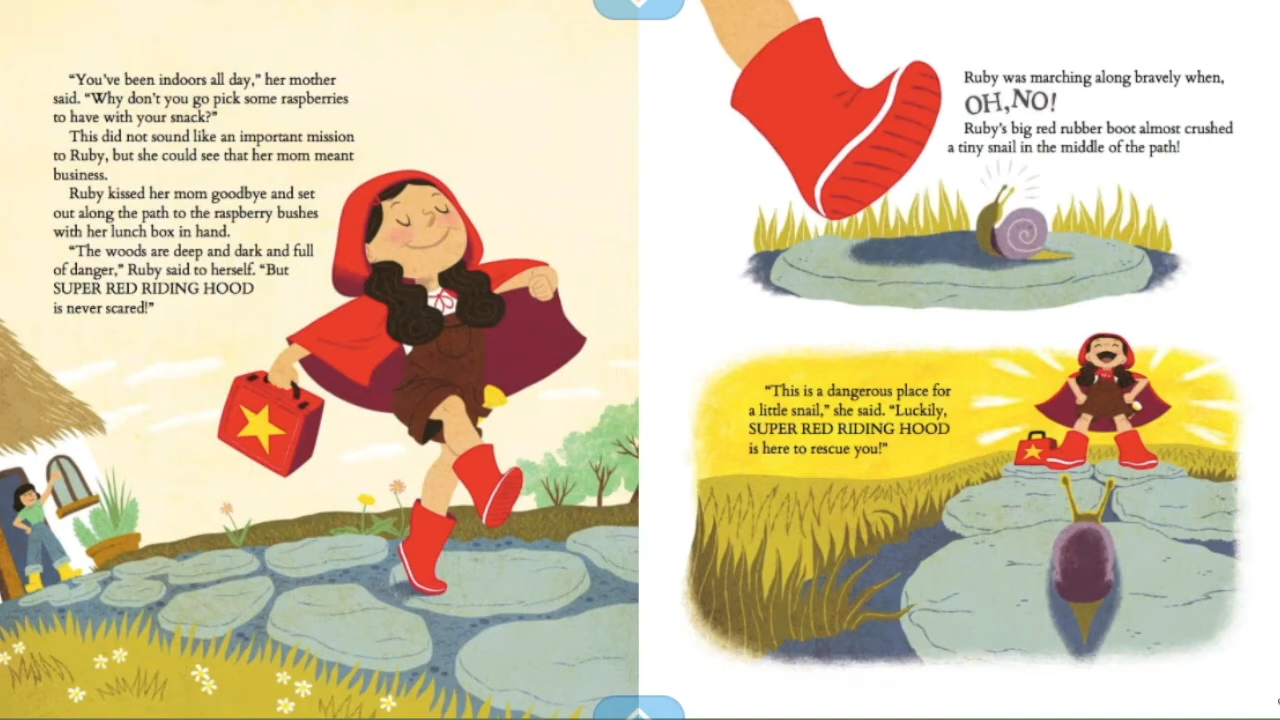 “You’ve been indoors all day,” her mother
said. “Why don’t you go pick some raspberries
to have with your snack?”
This did not sound like an important mission
to Ruby, but she could see that her mom meant
business.
Ruby kissed her mom goodbye and set
out along the path to the raspberry bushes
with her lunch box in hand.
“The woods are deep and dark and full
of danger,” Ruby said to herself. “But
SUPER RED RIDING HOOD
is never scared!”
Ruby was marching along bravely when,
OH, NO!
Ruby’s big red rubber boot almost crushed
a tiny snail in the middle of the path!
“This is a dangerous place for
a little snail,” she said. “Luckily,
SUPER RED RIDING HOOD
is here to rescue you!”